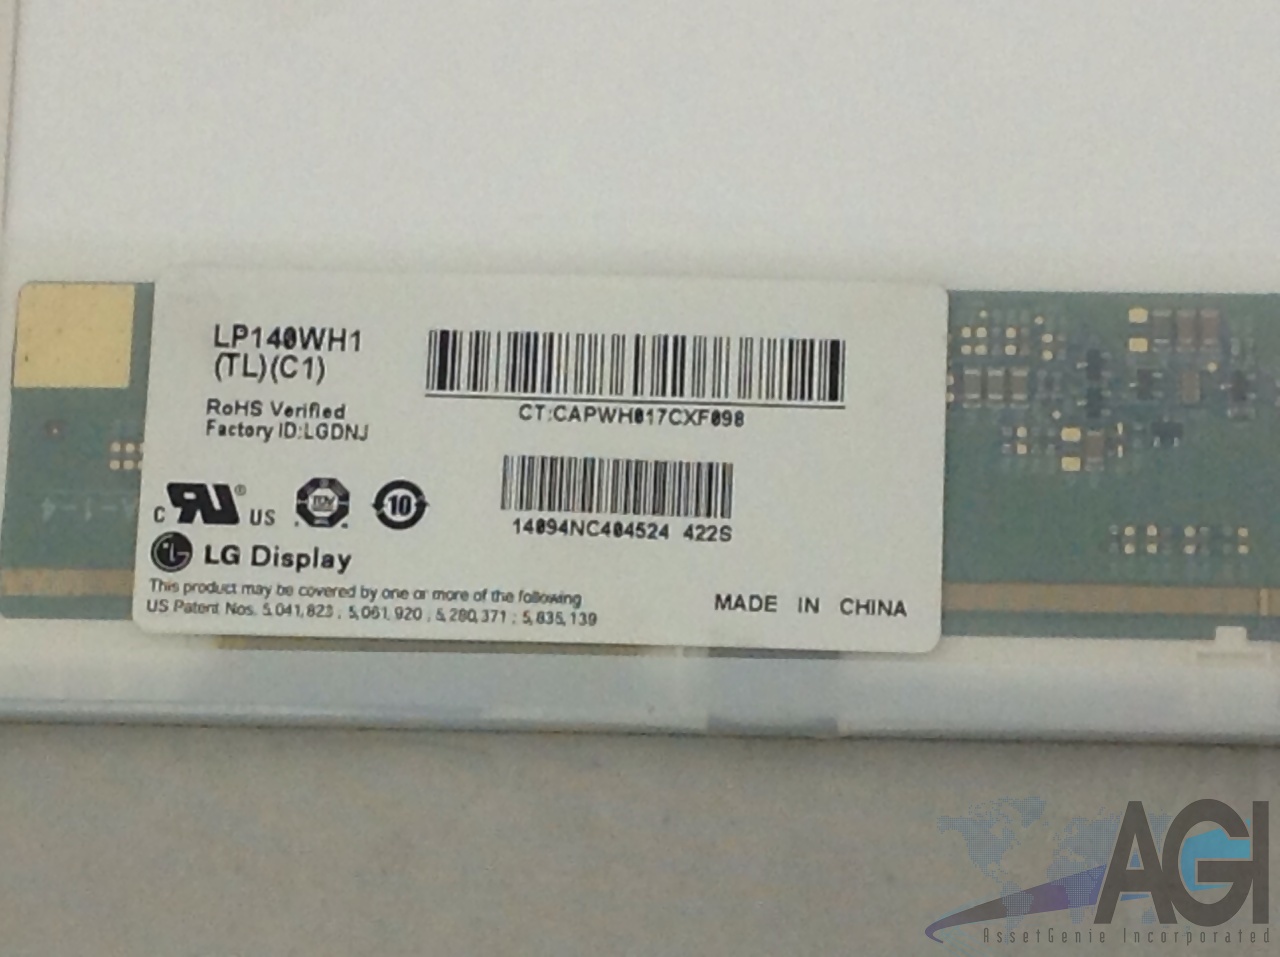 LP140WH1
(TL)(C1)
RoHS Verified
Factory ID:LGDNJ
CT:CAPWH017CXF098
14094NC404524 422S
C RU® US TÜV 10
LG Display
This product may be covered by one or more of the following
US Patent Nos. 5,041,823 ; 5,061,920 ; 5,280,371 ; 5,835,139
MADE IN CHINA
AGI
AssetGenie Incorporated